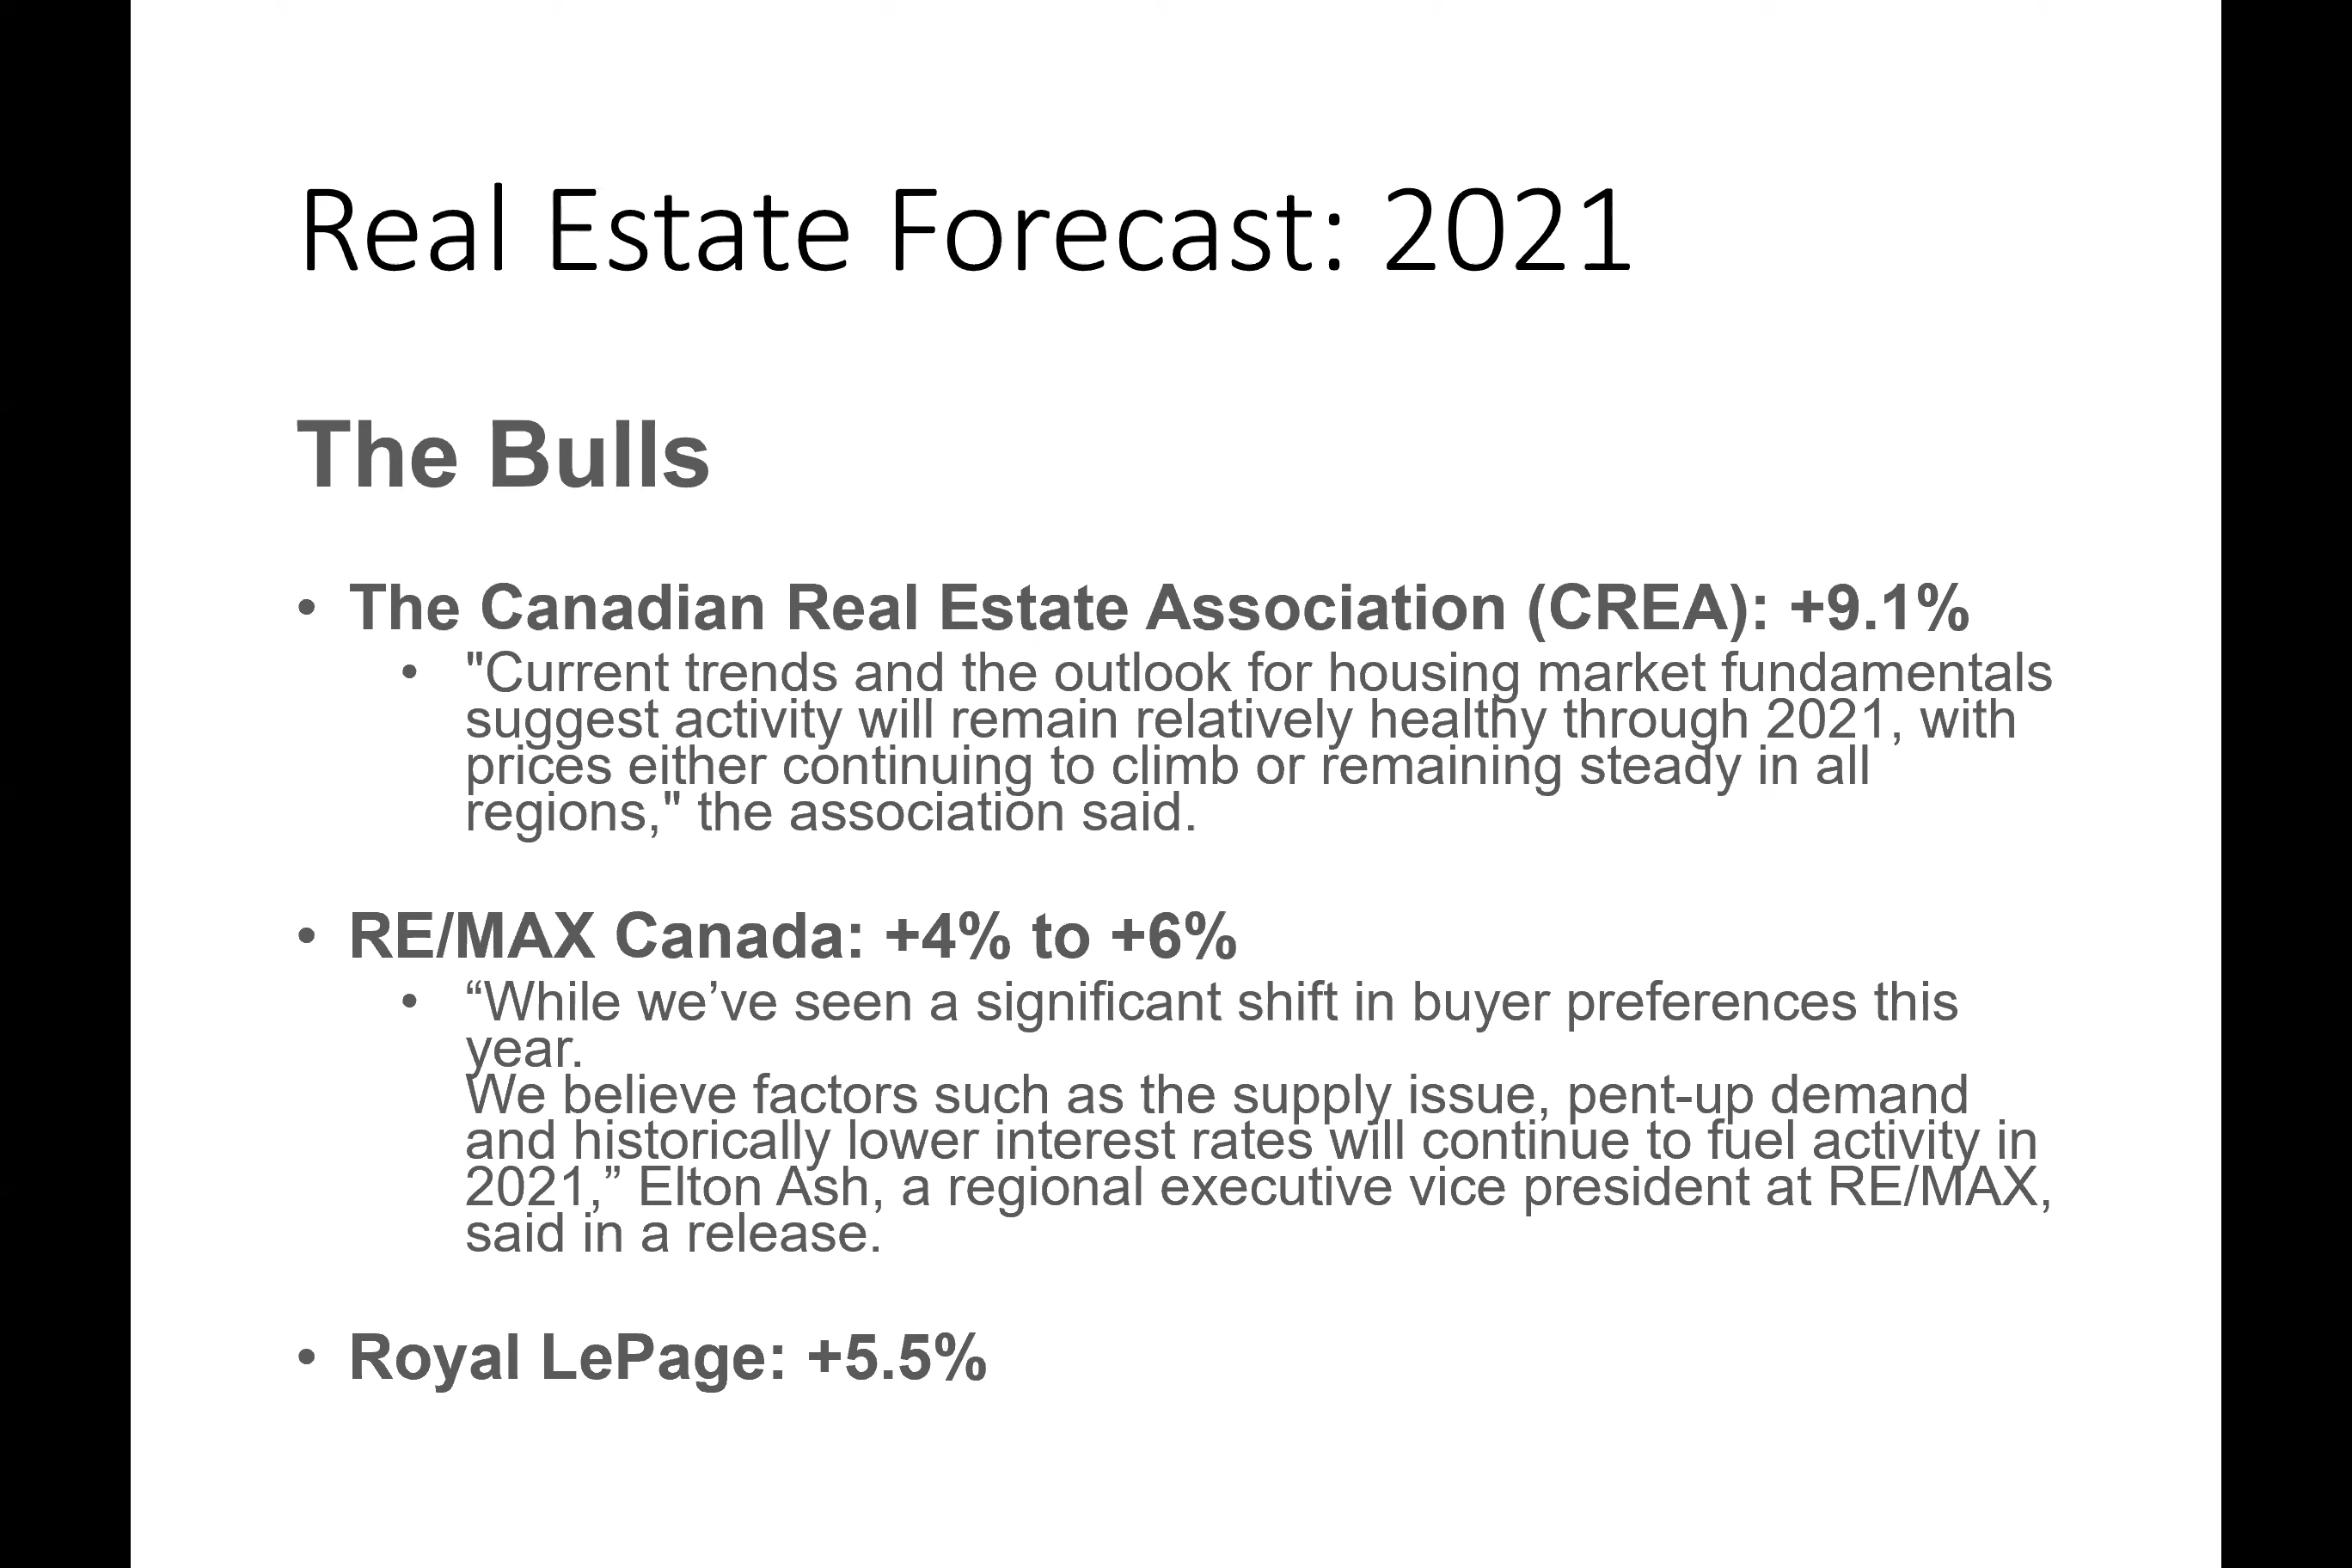 Real Estate Forecast: 2021
The Bulls
• The Canadian Real Estate Association (CREA): +9.1%
• "Current trends and the outlook for housing market fundamentals
suggest activity will remain relatively healthy through 2021, with
prices either continuing to climb or remaining steady in all
regions," the association said.
• RE/MAX Canada: +4% to +6%
• “While we’ve seen a significant shift in buyer preferences this
year.
We believe factors such as the supply issue, pent-up demand
and historically lower interest rates will continue to fuel activity in
2021,” Elton Ash, a regional executive vice president at RE/MAX,
said in a release.
• Royal LePage: +5.5%